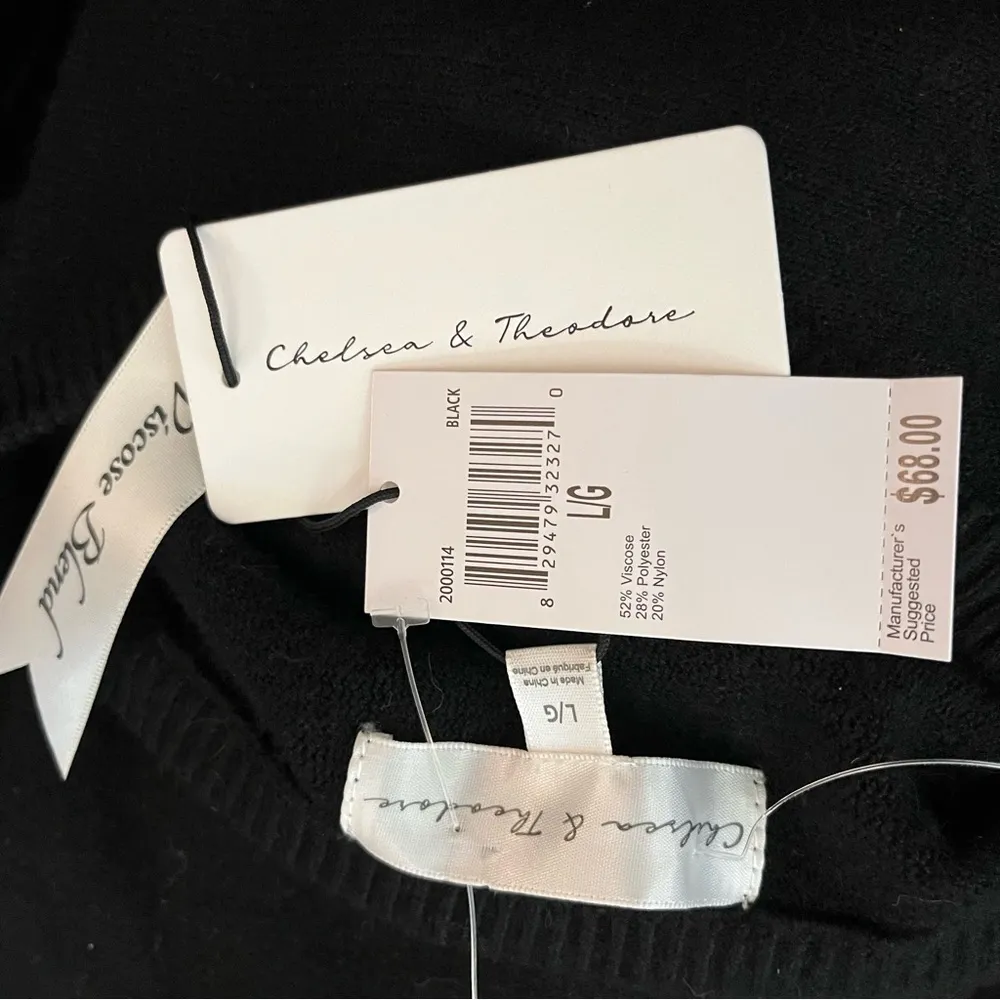 Chelsea & Theodore
Viscose Blend
BLACK
2000114
8 29479 32327 0
L/G
52% Viscose
28% Polyester
20% Nylon
Manufacturer`s
Suggested
Price
$68.00
L/G
Made in China
Fabriqué en Chine
Chelsea & Theodore